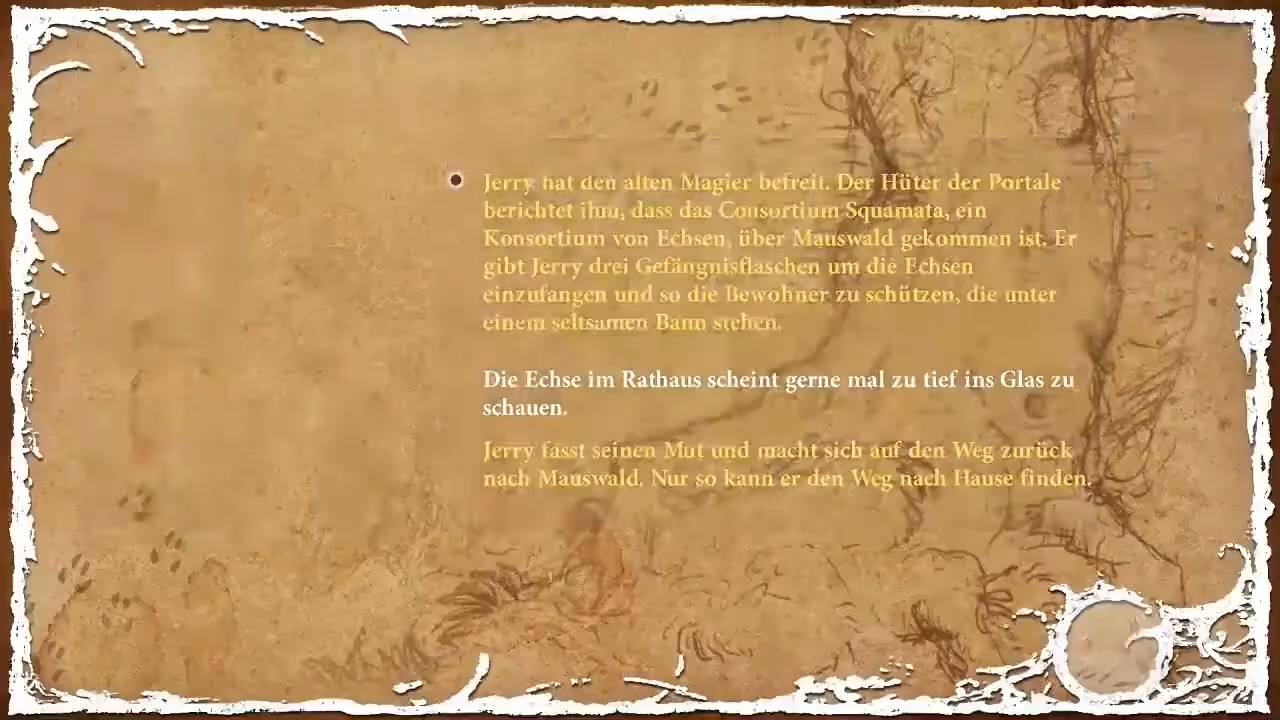 Jerry hat den alten Magier befreit. Der Hüter der Portale
berichtet ihm, dass das Consortium Squamata, ein
Konsortium von Echsen, über Mauswald gekommen ist. Er
gibt Jerry drei Gefängnisflaschen um die Echsen
einzufangen und so die Bewohner zu schützen, die unter
einem seltsamen Bann stehen.
Die Echse im Rathaus scheint gerne mal zu tief ins Glas zu
schauen.
Jerry fasst seinen Mut und macht sich auf den Weg zurück
nach Mauswald. Nur so kann er den Weg nach Hause finden.